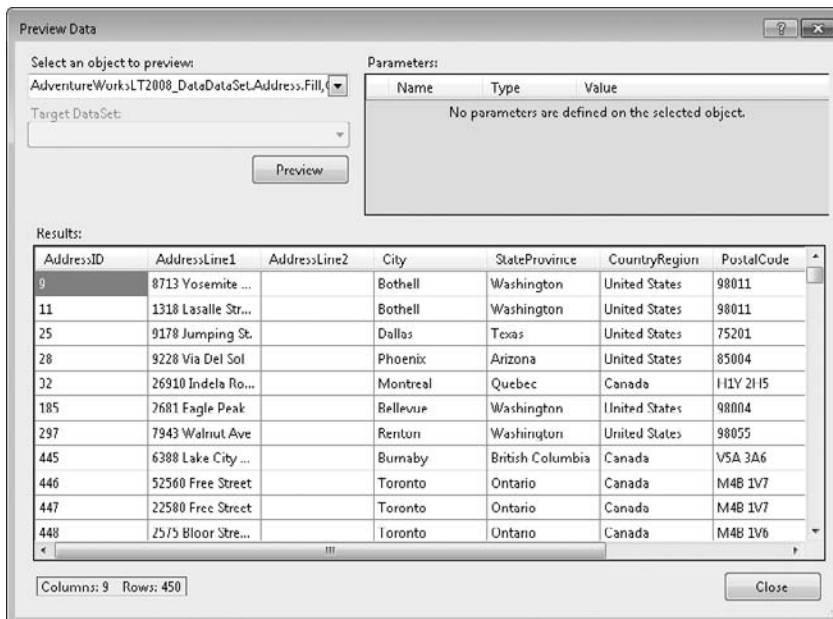 Preview Data
Select an object to preview:
AdventureWorksLT2008_DataDataSet.Address.Fill,
Target DataSet:
Preview
Parameters:
Name Type Value
No parameters are defined on the selected object.
Results:
AddressID AddressLine1 AddressLine2 City StateProvince CountryRegion PostalCode
9 8713 Yosemite ... Bothell Washington United States 98011
11 1318 Lasalle Str... Bothell Washington United States 98011
25 9178 Jumping St. Dallas Texas United States 75201
28 9228 Via Del Sol Phoenix Arizona United States 85004
32 26910 Indela Ro... Montreal Quebec Canada H1Y 2H5
185 2681 Eagle Peak Bellevue Washington United States 98004
297 7943 Walnut Ave Renton Washington United States 98055
445 6388 Lake City ... Burnaby British Columbia Canada V5A 3A6
446 52560 Free Street Toronto Ontario Canada M4B 1V7
447 22580 Free Street Toronto Ontario Canada M4B 1V7
448 2575 Bloor Stre... Toronto Ontario Canada M4B 1V6
Columns: 9 Rows: 450
Close